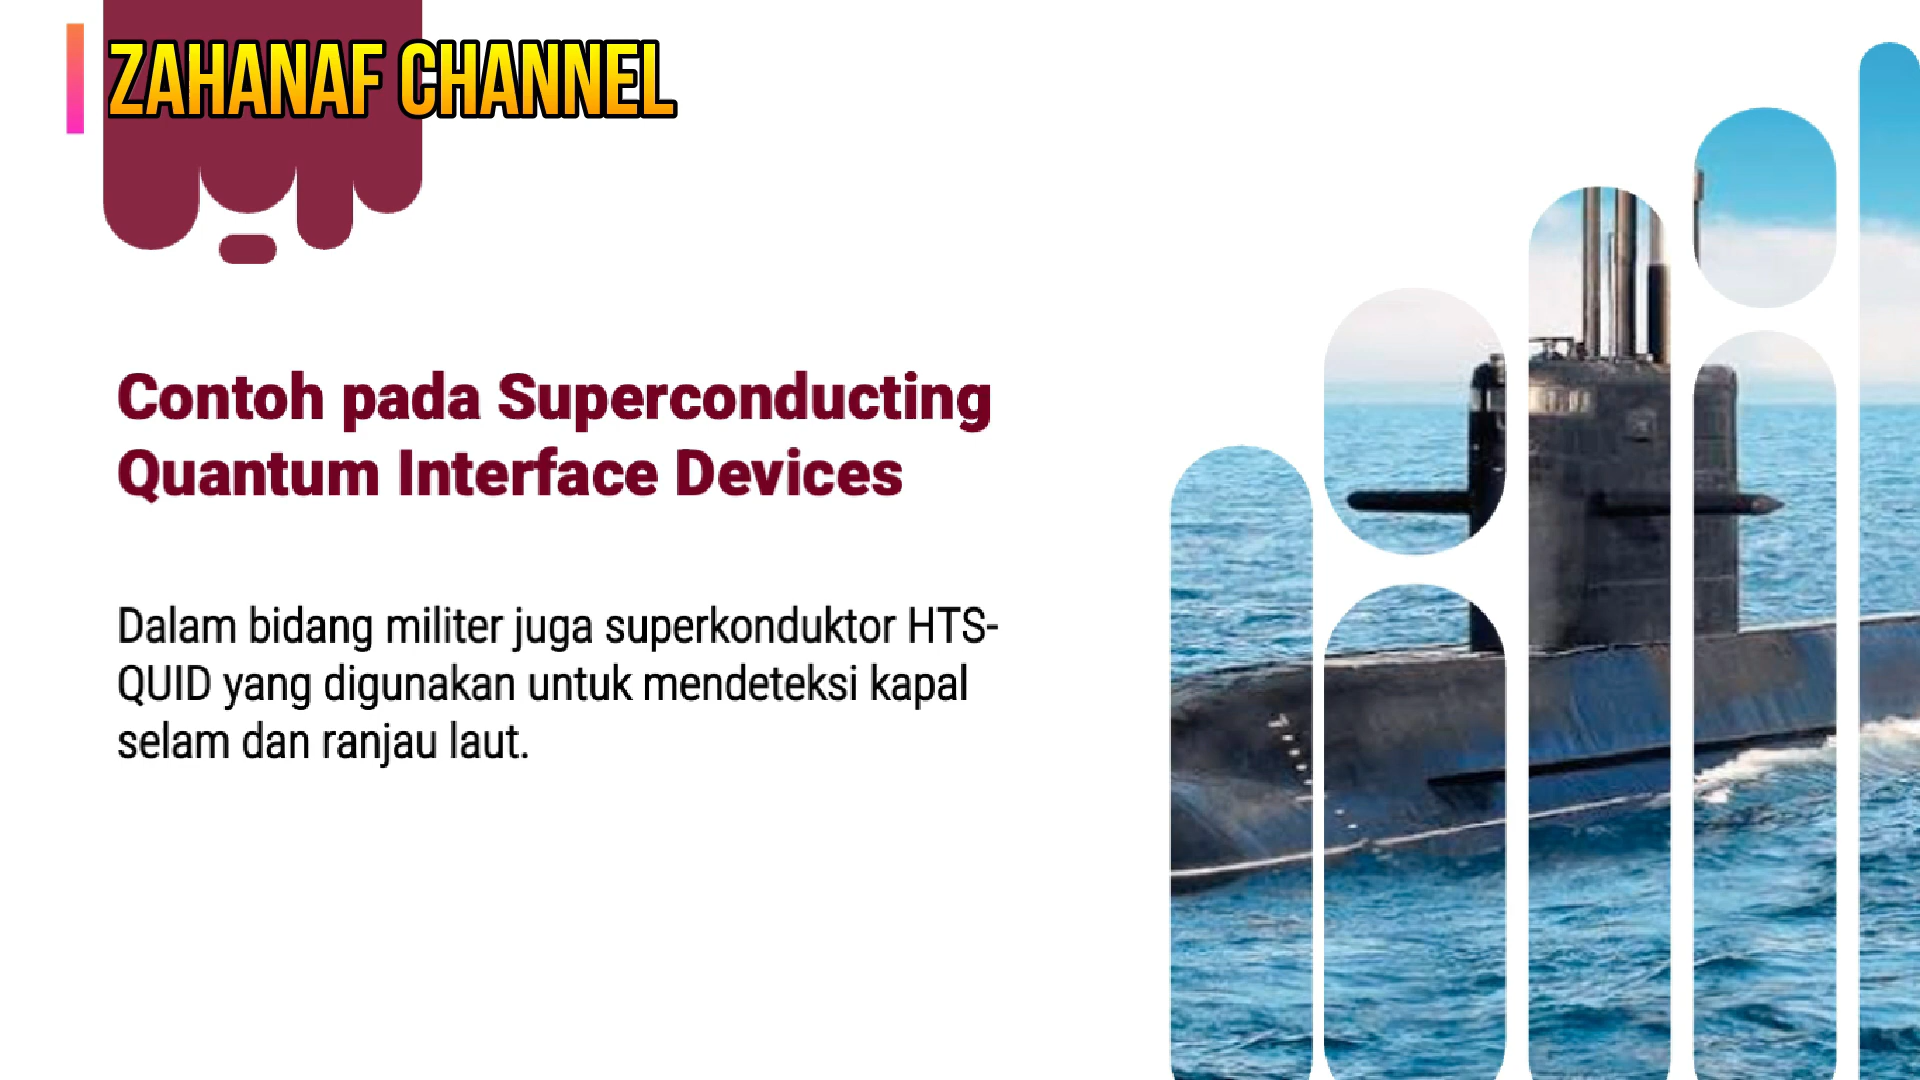 ZAHANAF CHANNEL
Contoh pada Superconducting
Quantum Interface Devices
Dalam bidang militer juga superkonduktor HTS-
QUID yang digunakan untuk mendeteksi kapal
selam dan ranjau laut.